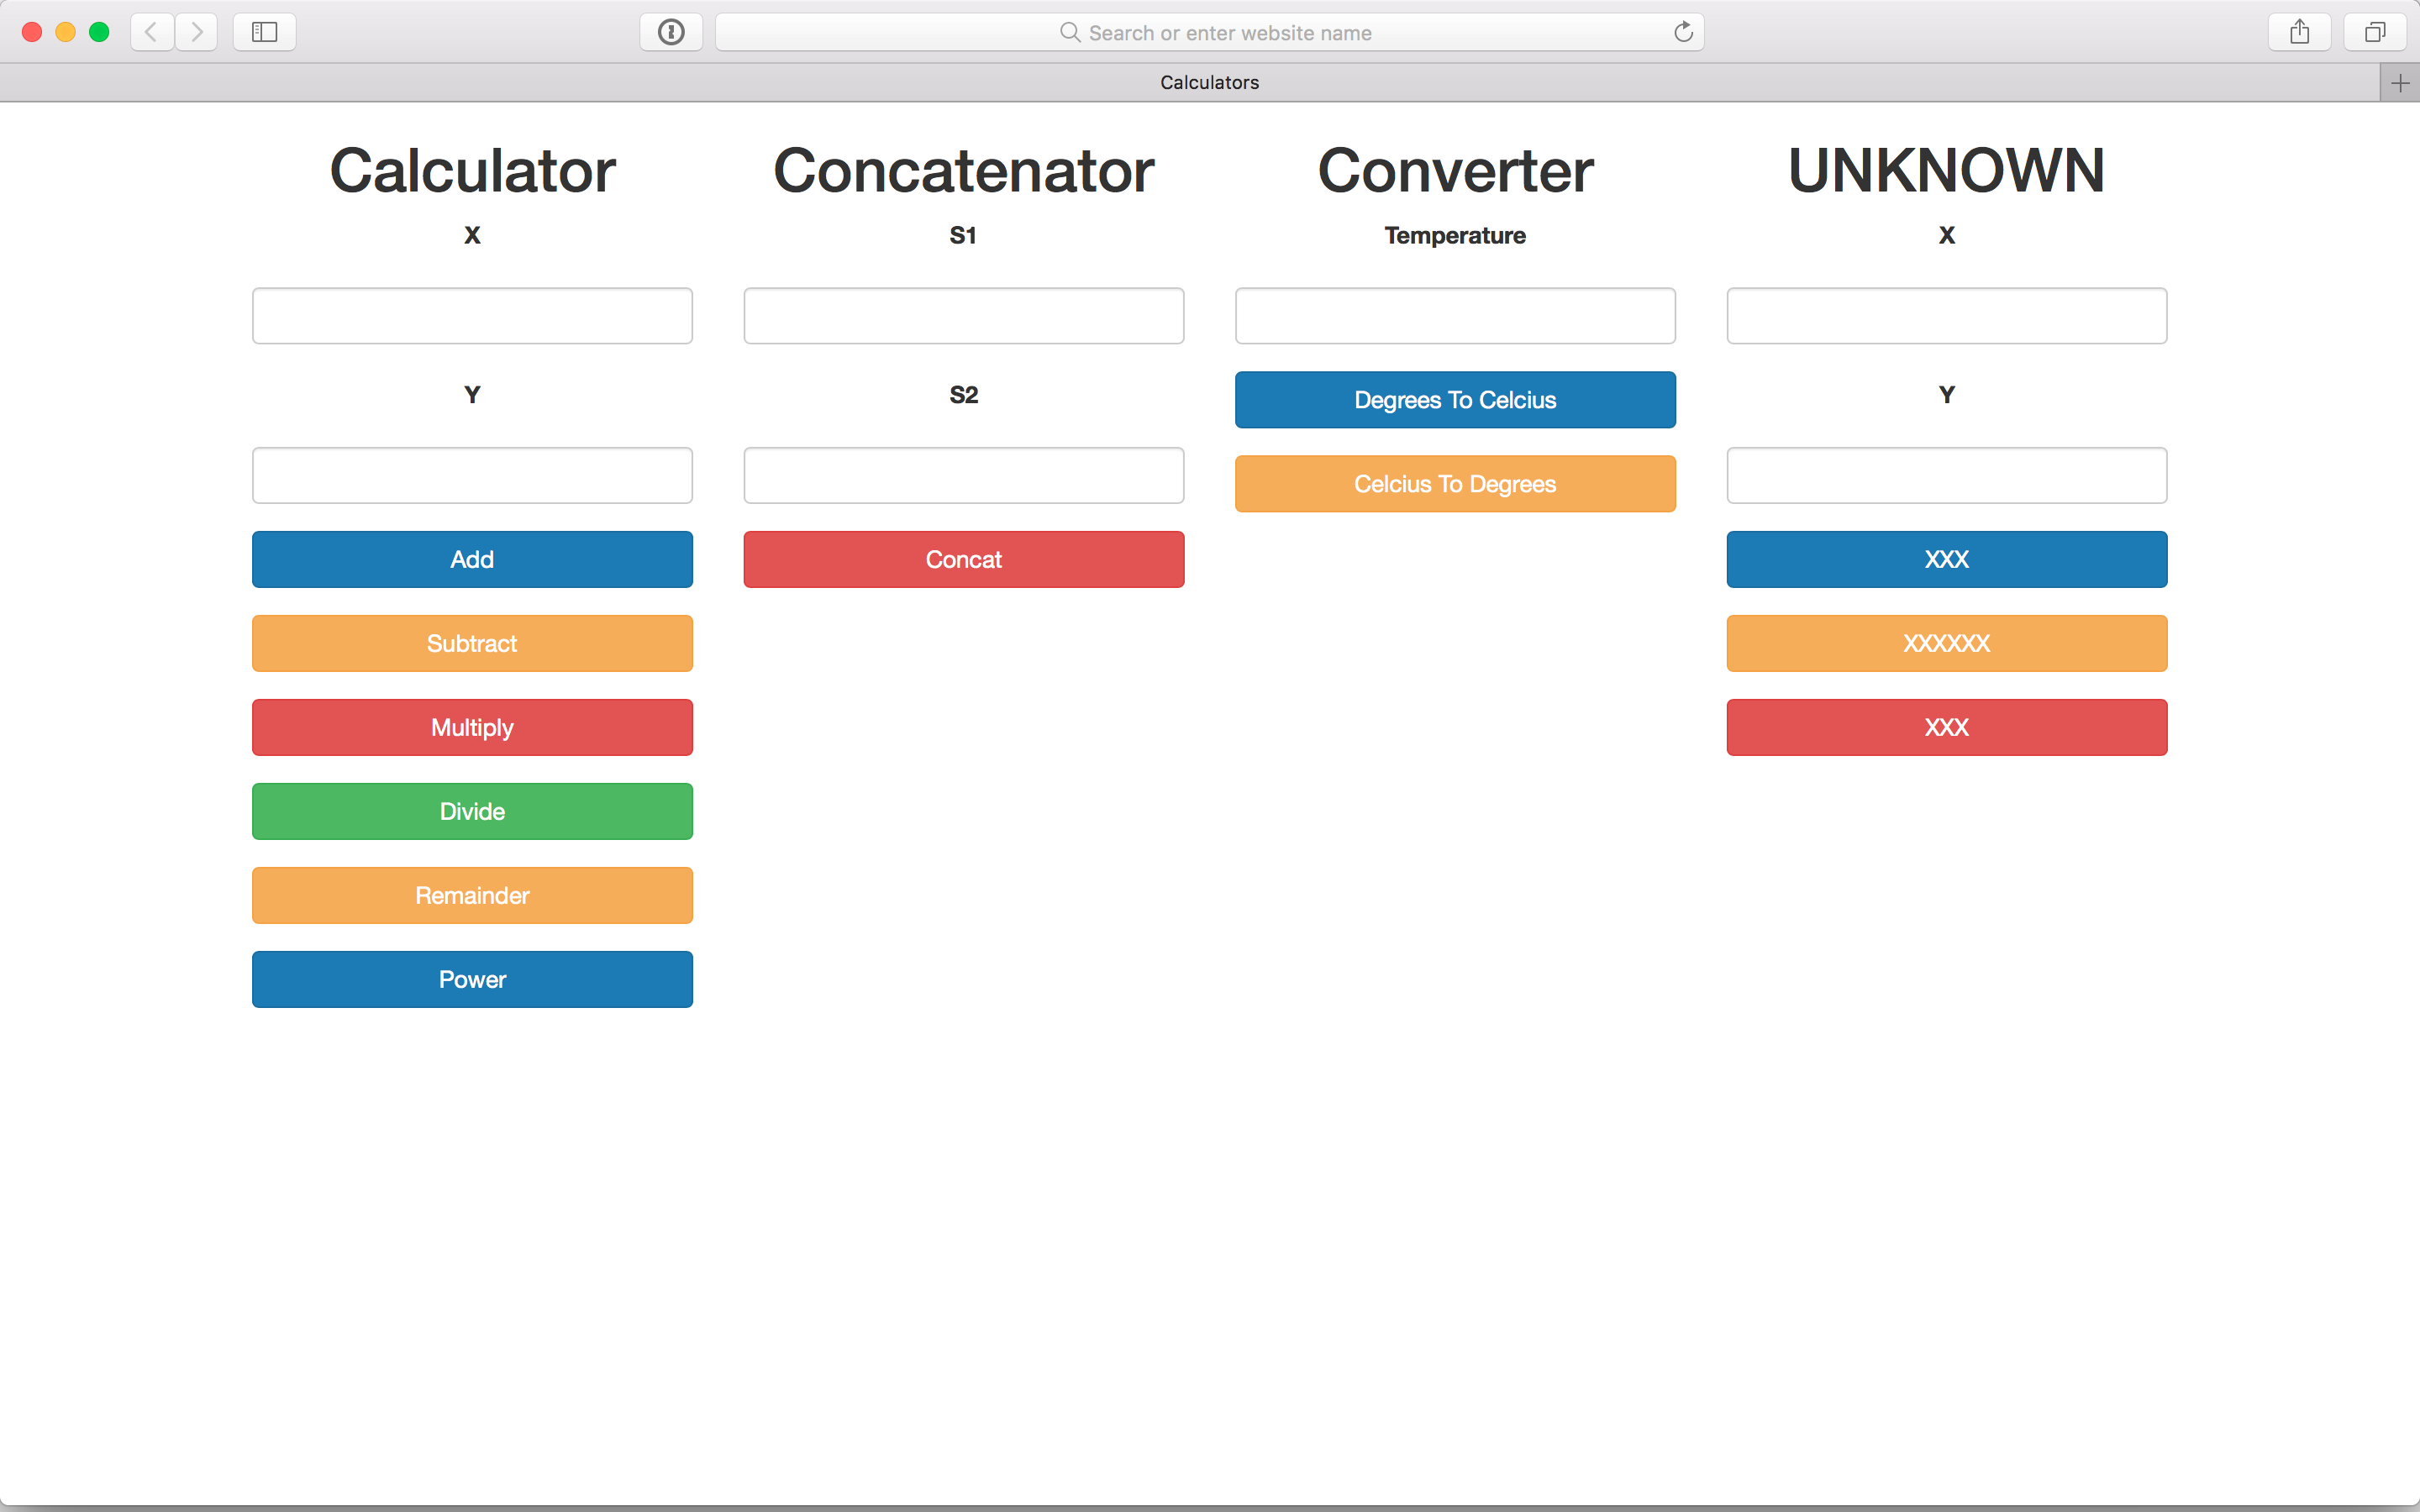 Search or enter website name
Calculators
Calculator
X
Y
Add
Subtract
Multiply
Divide
Remainder
Power
Concatenator
S1
S2
Concat
Converter
Temperature
Degrees To Celcius
Celcius To Degrees
UNKNOWN
X
Y
XXX
XXXXXX
XXX